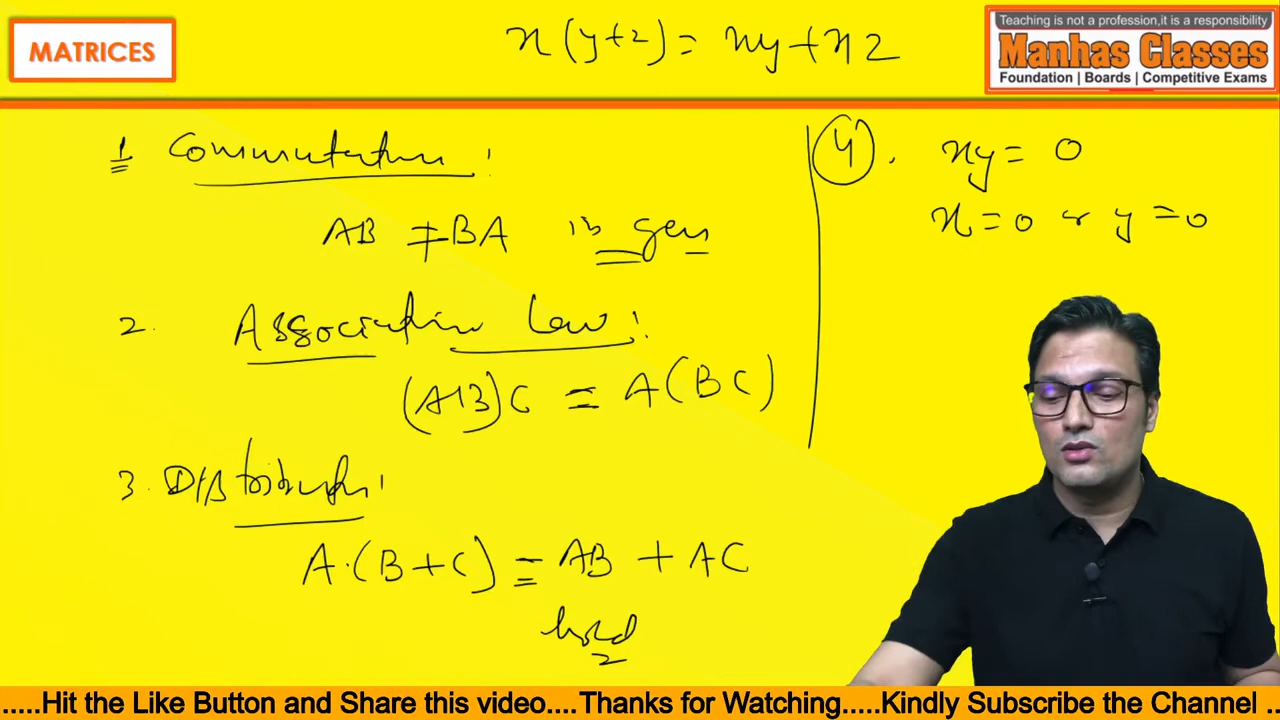 MATRICES
x(y+z) = xy + xz
Teaching is not a profession,it is a responsibility
Manhas Classes
Foundation | Boards | Competitive Exams
1 Commutative :
AB ≠ BA in gen
2. Associative Law :
(AB)C = A(BC)
3. Distributive :
A.(B+C) = AB + AC
hold
4. xy = 0
x = 0 or y = 0
.....Hit the Like Button and Share this video....Thanks for Watching.....Kindly Subscribe the Channel ..